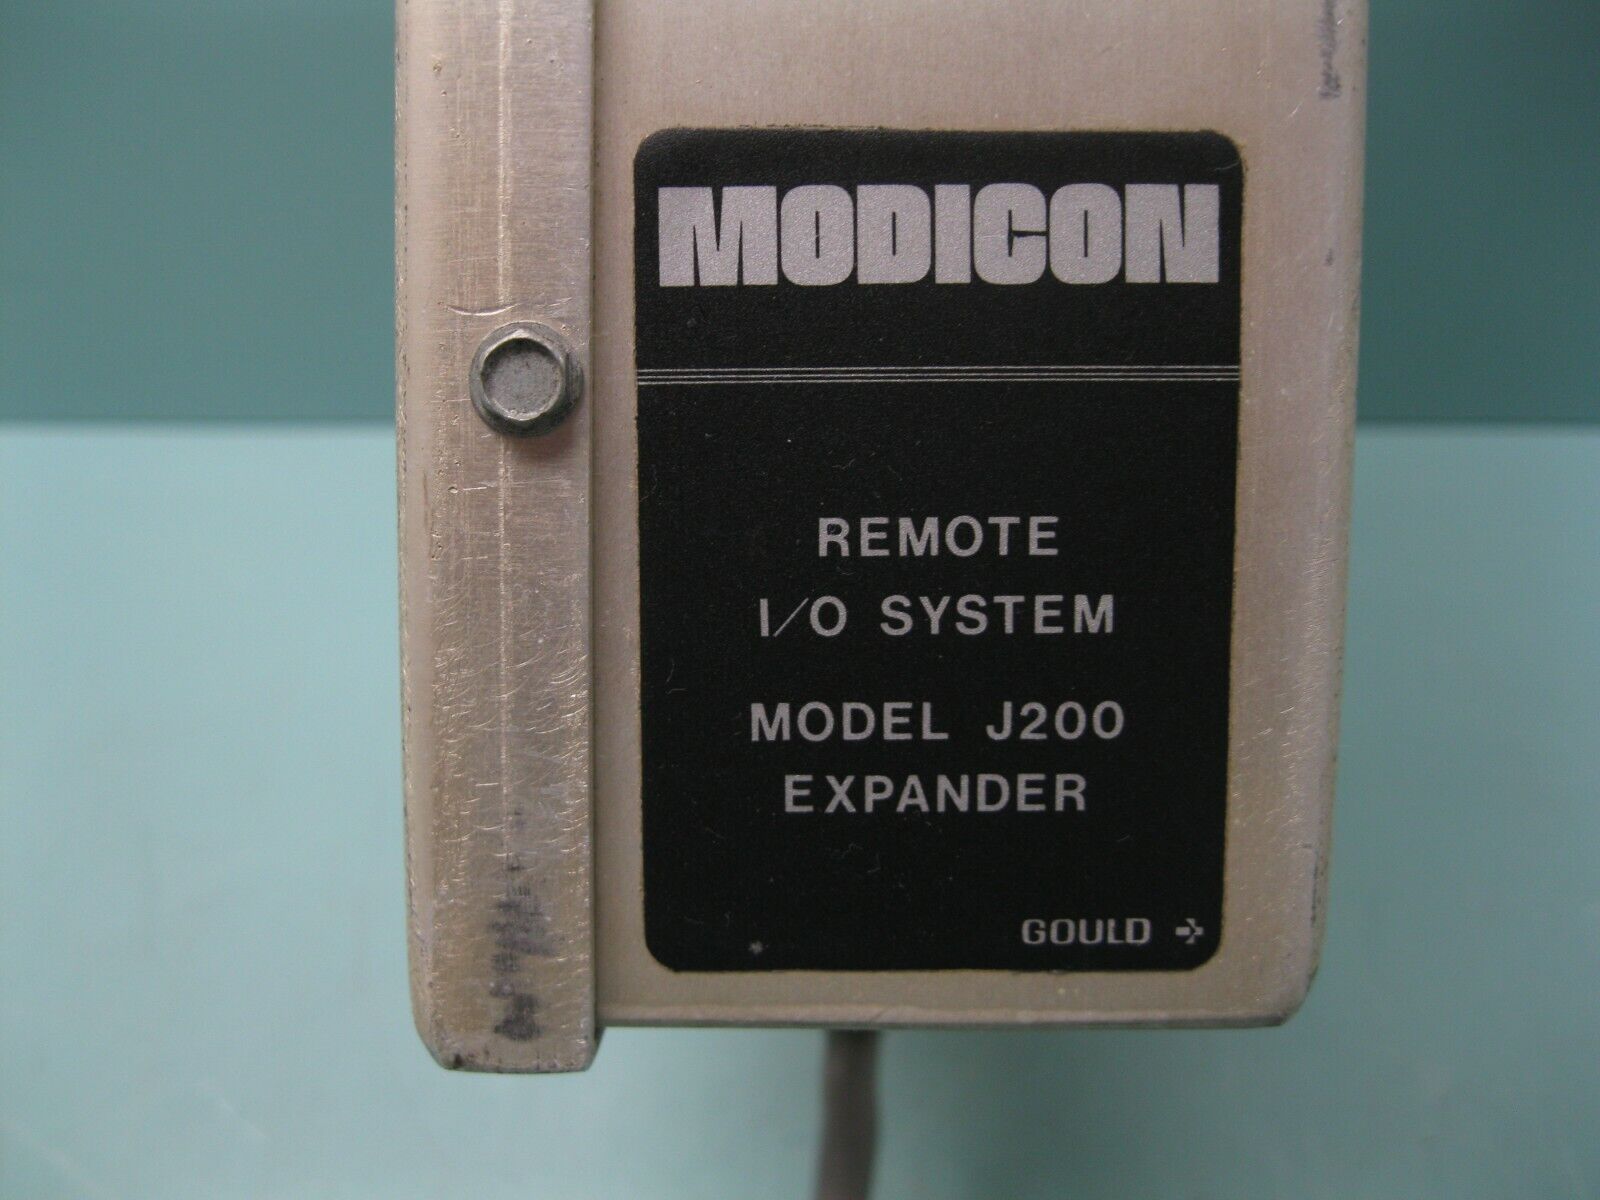 MODICON
REMOTE
I/O SYSTEM
MODEL J200
EXPANDER
GOULD